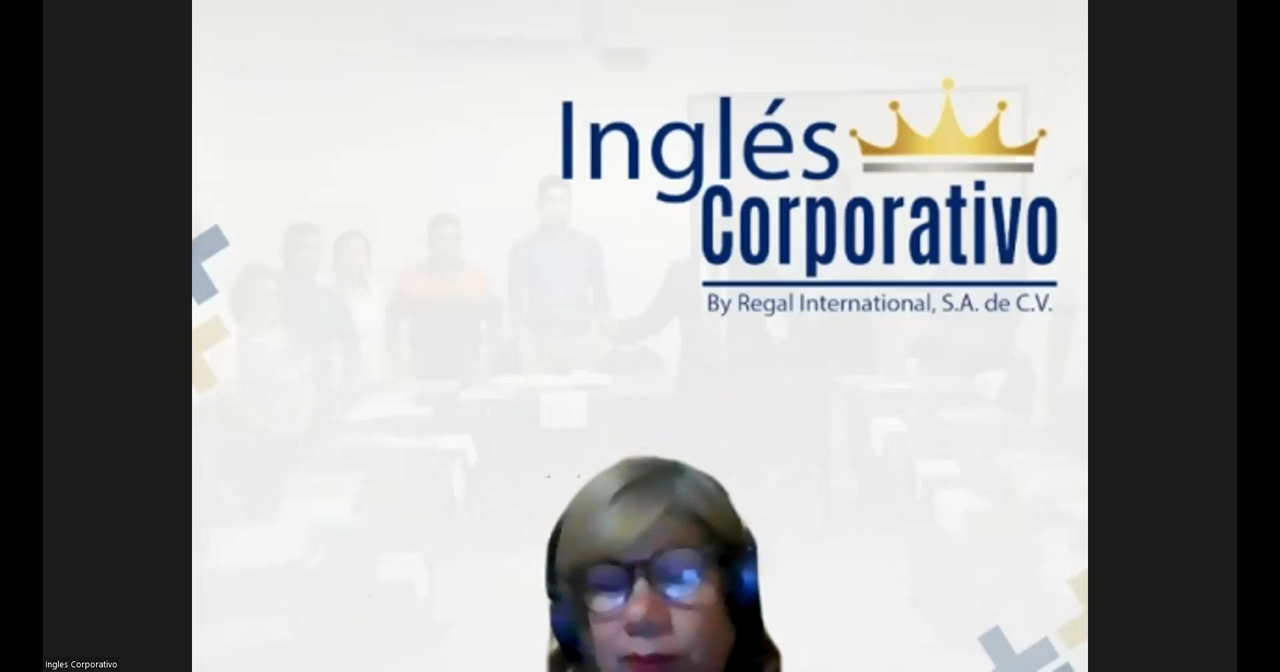 Inglés
Corporativo
By Regal International, S.A. de C.V.
Ingles Corporativo